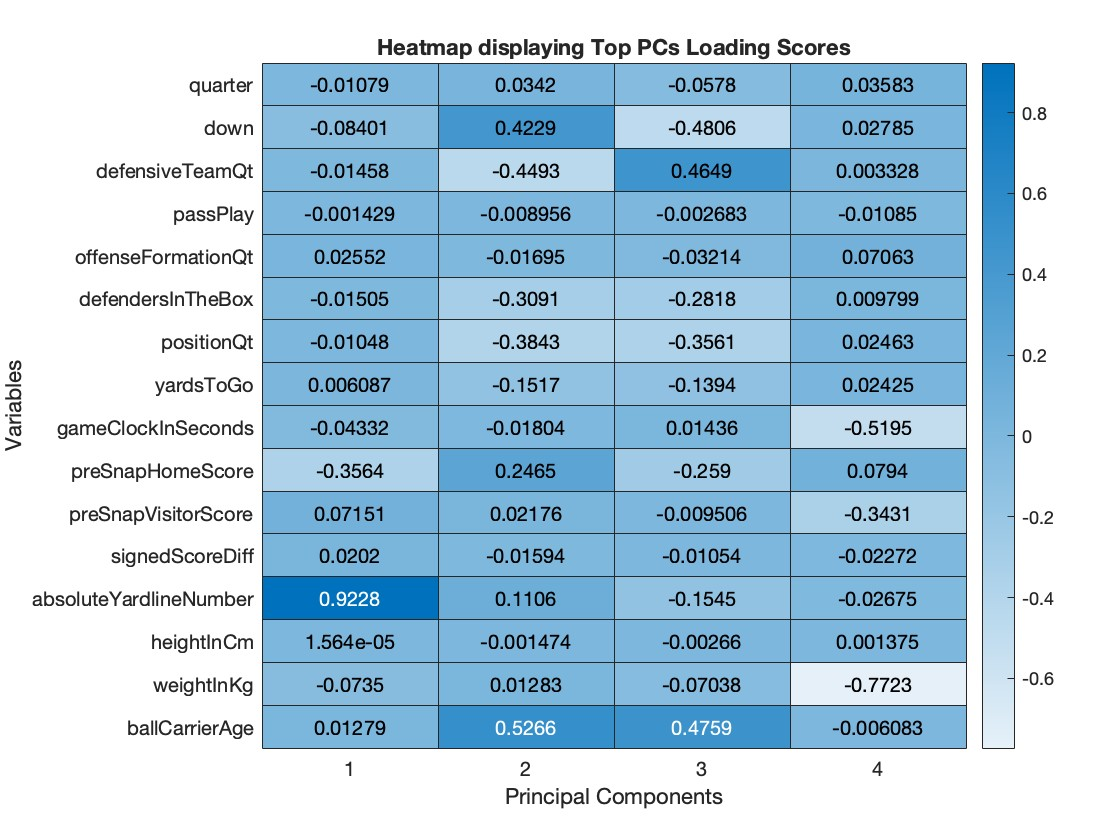 Heatmap displaying Top PCs Loading Scores
quarter -0.01079 0.0342 -0.0578 0.03583
down -0.08401 0.4229 -0.4806 0.02785
defensiveTeamQt -0.01458 -0.4493 0.4649 0.003328
passPlay -0.001429 -0.008956 -0.002683 -0.01085
offenseFormationQt 0.02552 -0.01695 -0.03214 0.07063
defendersInTheBox -0.01505 -0.3091 -0.2818 0.009799
positionQt -0.01048 -0.3843 -0.3561 0.02463
yardsToGo 0.006087 -0.1517 -0.1394 0.02425
gameClockInSeconds -0.04332 -0.01804 0.01436 -0.5195
preSnapHomeScore -0.3564 0.2465 -0.259 0.0794
preSnapVisitorScore 0.07151 0.02176 -0.009506 -0.3431
signedScoreDiff 0.0202 -0.01594 -0.01054 -0.02272
absoluteYardlineNumber 0.9228 0.1106 -0.1545 -0.02675
heightInCm 1.564e-05 -0.001474 -0.00266 0.001375
weightInKg -0.0735 0.01283 -0.07038 -0.7723
ballCarrierAge 0.01279 0.5266 0.4759 -0.006083
1 2 3 4
Principal Components
Variables
0.8
0.6
0.4
0.2
0
-0.2
-0.4
-0.6